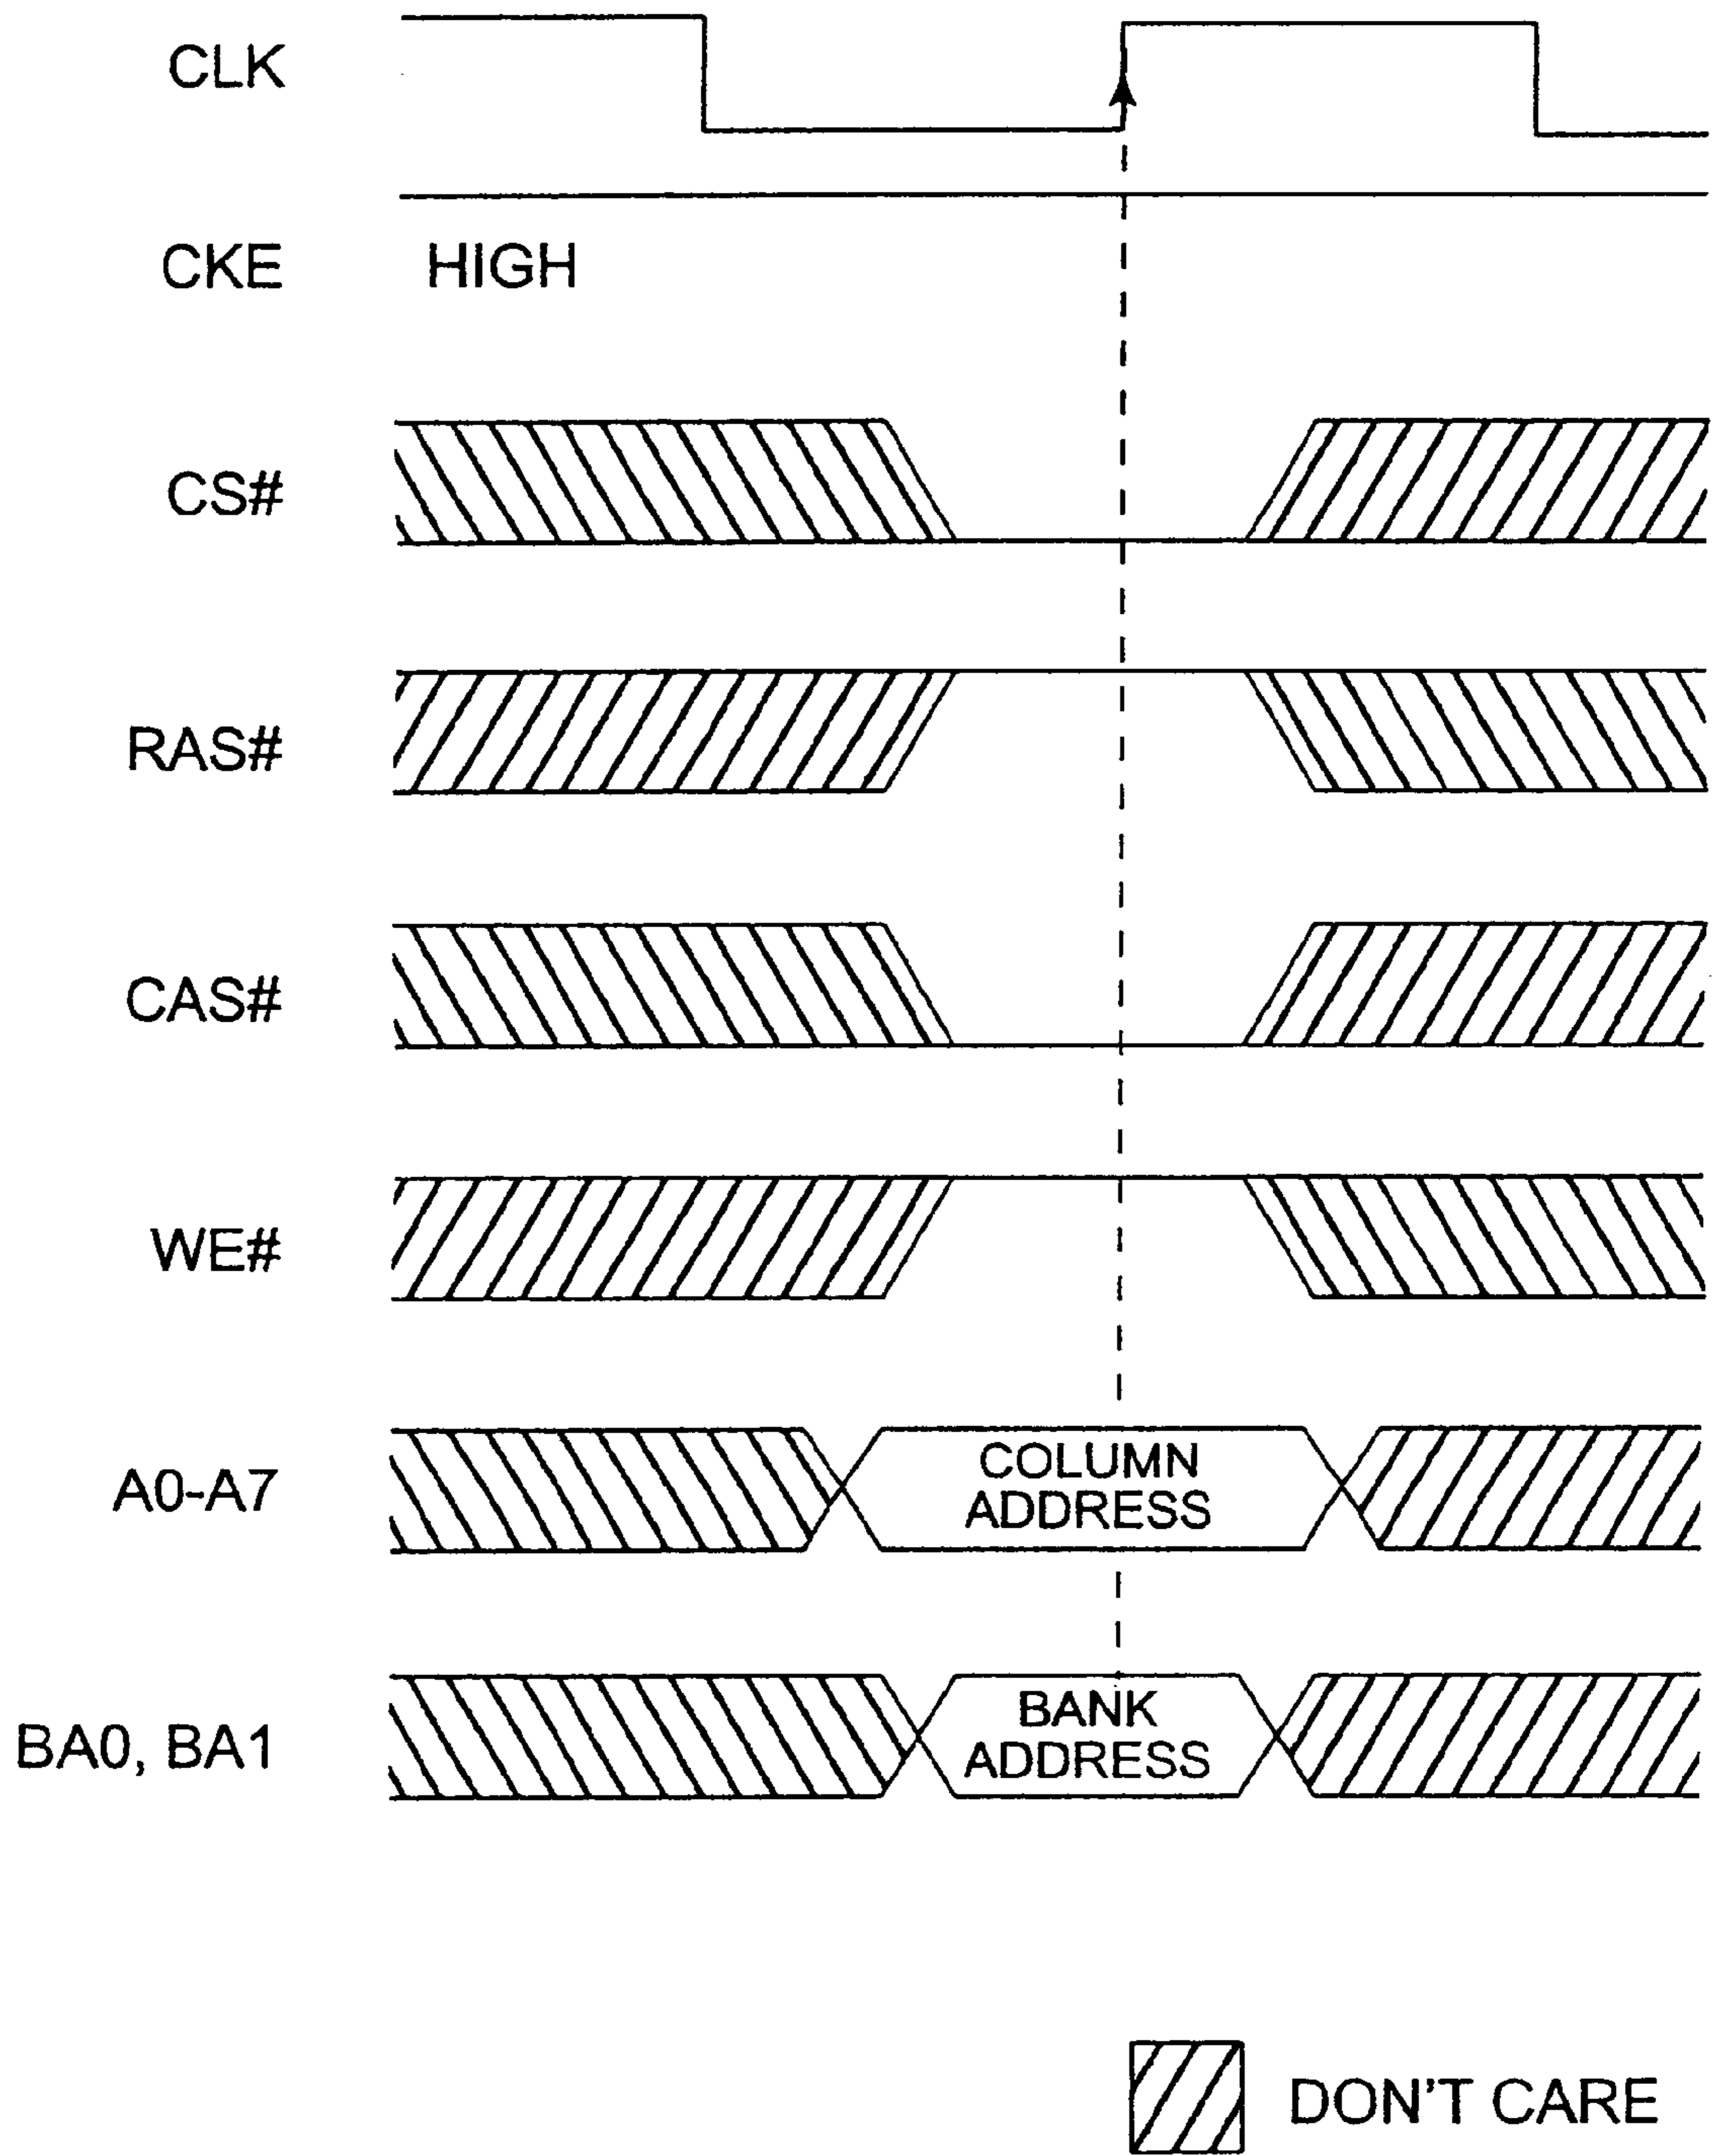 CLK
CKE HIGH
CS#
RAS#
CAS#
WE#
A0-A7
COLUMN
ADDRESS
BA0, BA1
BANK
ADDRESS
DON'T CARE